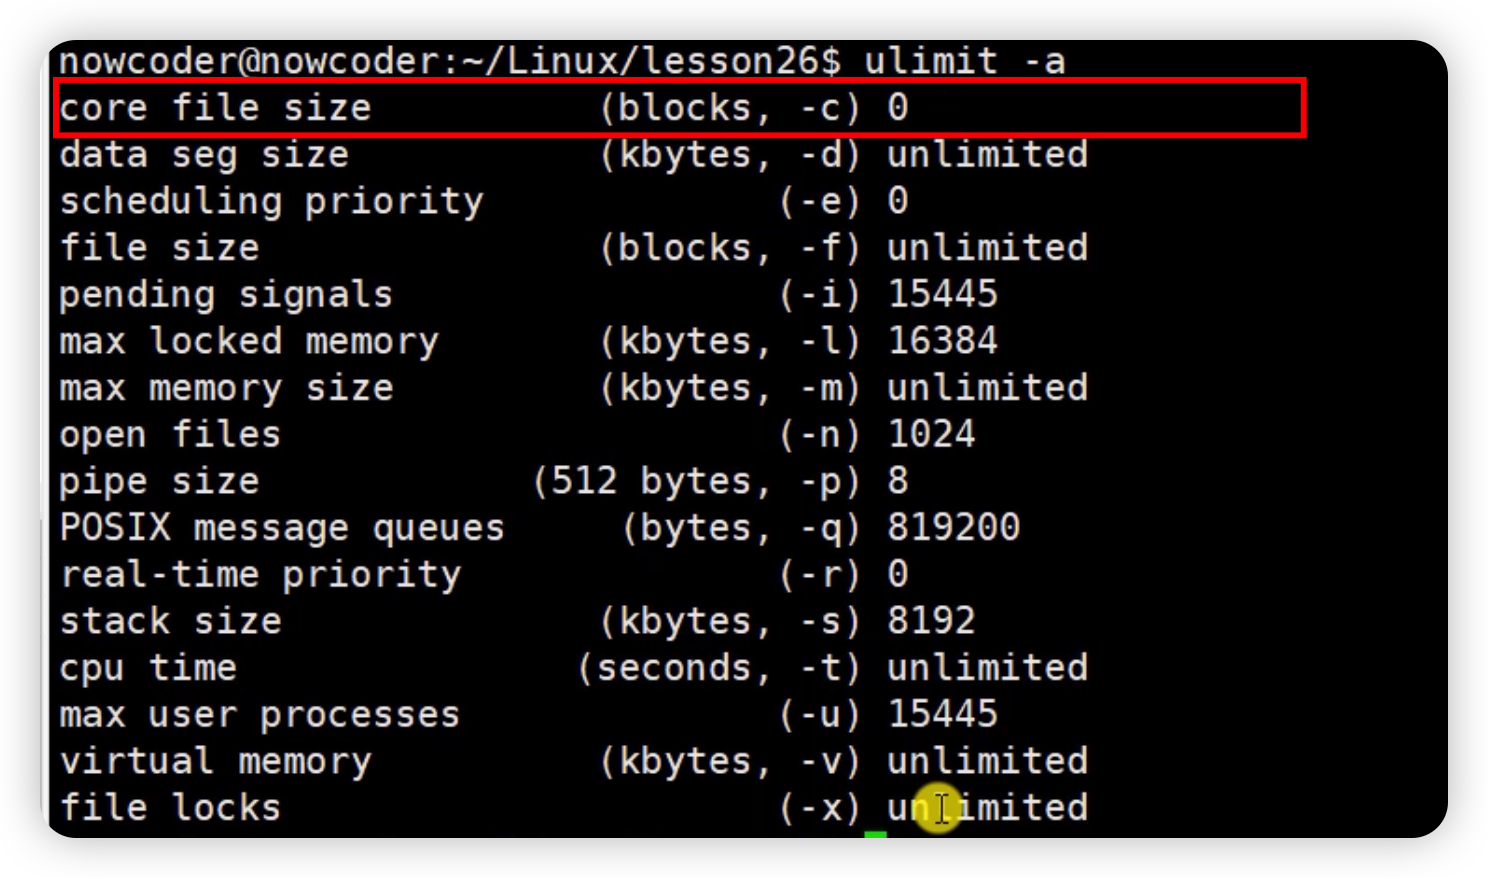 nowcoder@nowcoder:~/Linux/lesson26$ ulimit -a
core file size          (blocks, -c) 0
data seg size           (kbytes, -d) unlimited
scheduling priority             (-e) 0
file size               (blocks, -f) unlimited
pending signals                 (-i) 15445
max locked memory       (kbytes, -l) 16384
max memory size         (kbytes, -m) unlimited
open files                      (-n) 1024
pipe size            (512 bytes, -p) 8
POSIX message queues     (bytes, -q) 819200
real-time priority              (-r) 0
stack size              (kbytes, -s) 8192
cpu time               (seconds, -t) unlimited
max user processes              (-u) 15445
virtual memory          (kbytes, -v) unlimited
file locks                      (-x) unlimited